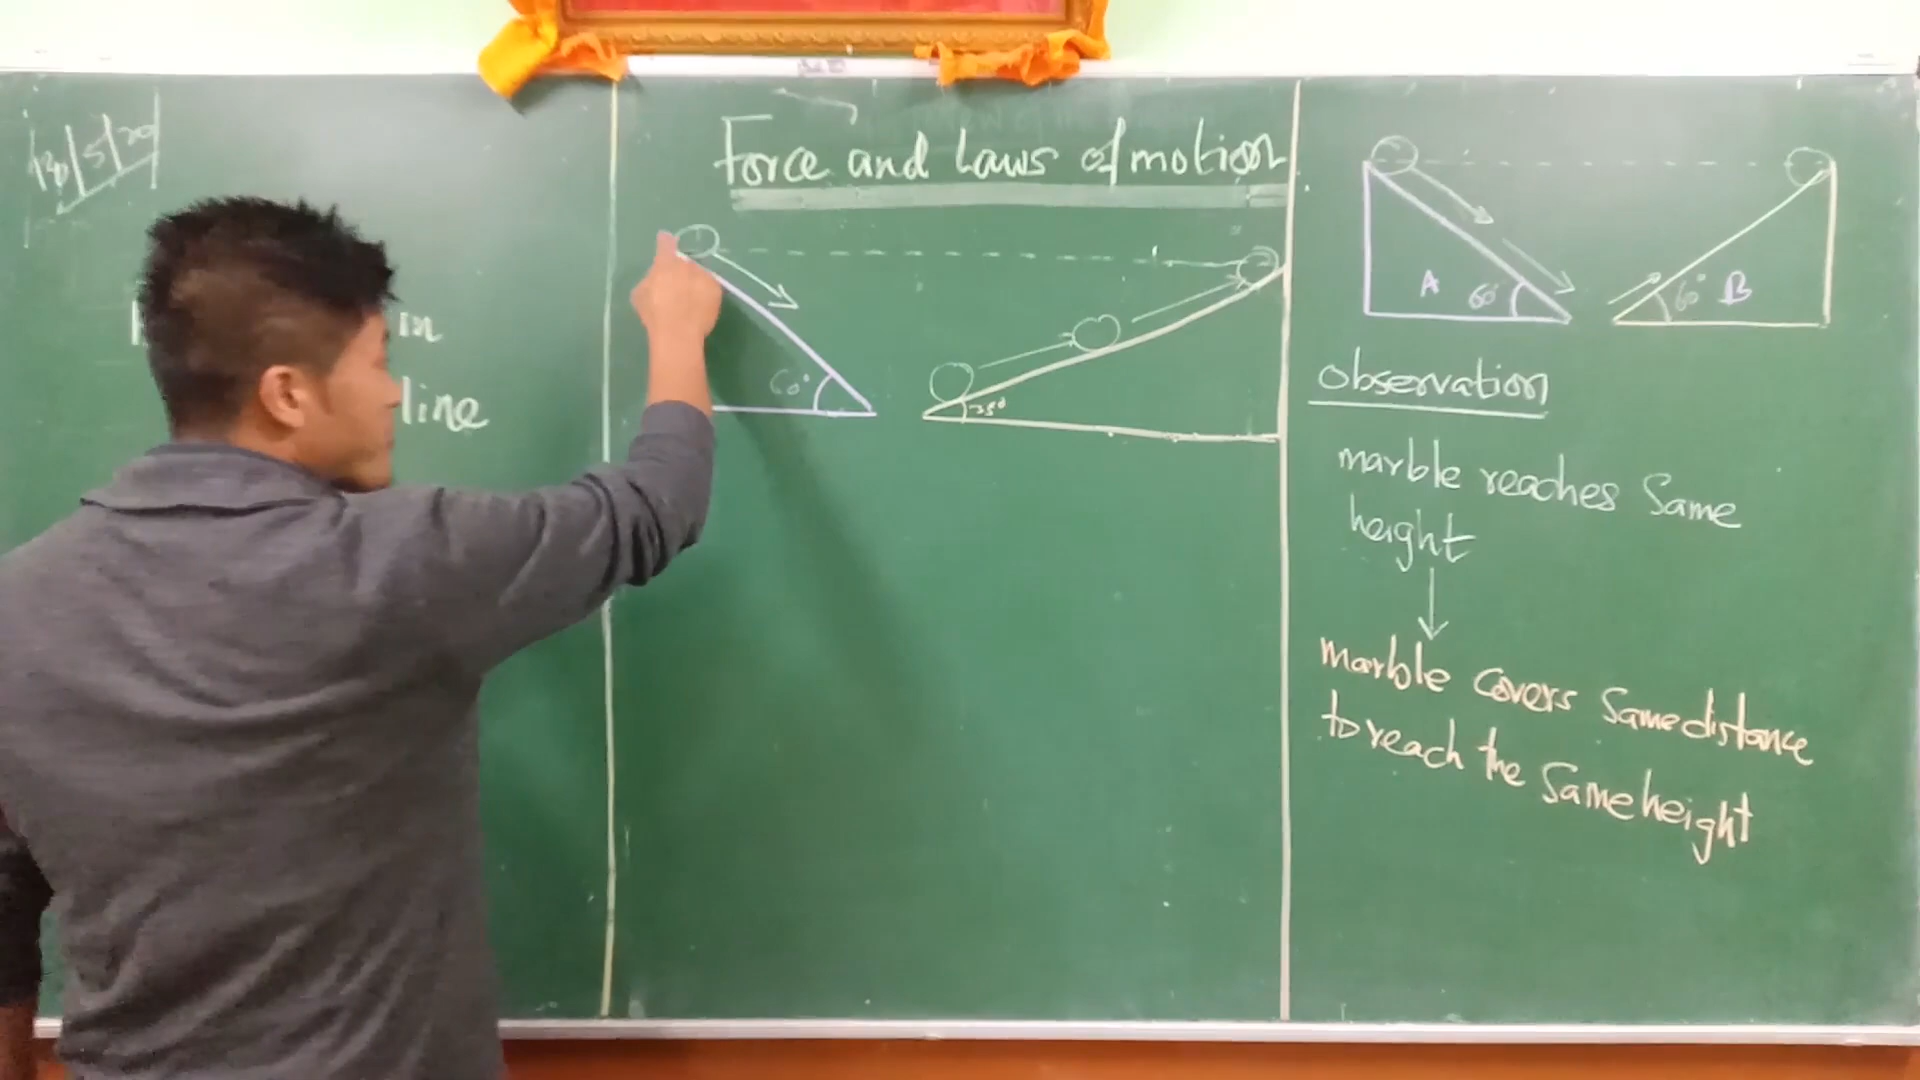 in
line
Force and Laws of motion
60°
A 60°
60° B
observation
marble reaches Same
height
marble covers Same distance
to reach the Same height